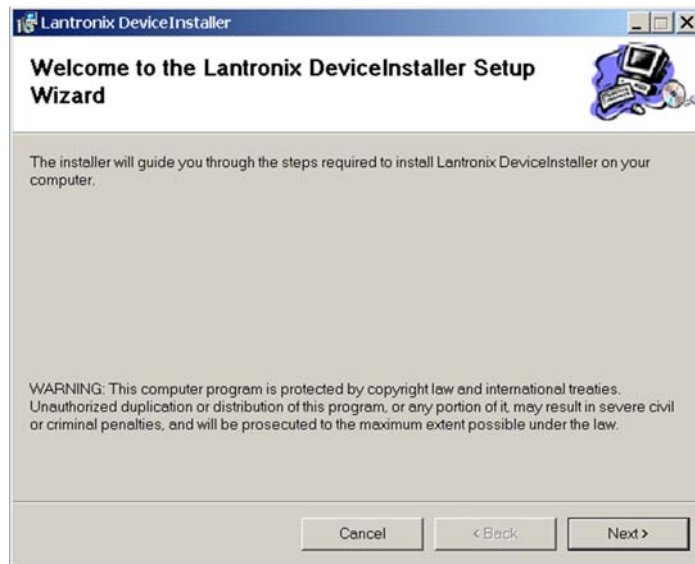 Lantronix DeviceInstaller
Welcome to the Lantronix DeviceInstaller Setup
Wizard
The installer will guide you through the steps required to install Lantronix DeviceInstaller on your
computer.
WARNING: This computer program is protected by copyright law and international treaties.
Unauthorized duplication or distribution of this program, or any portion of it, may result in severe civil
or criminal penalties, and will be prosecuted to the maximum extent possible under the law.
Cancel
< Back
Next >